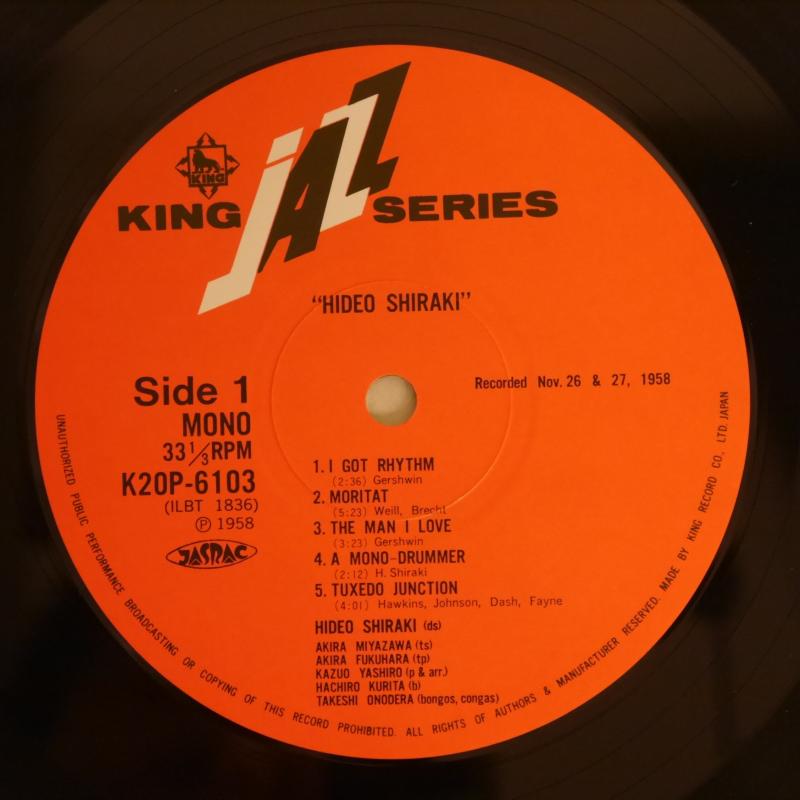 KING
KING jAZZ SERIES
"HIDEO SHIRAKI"
Side 1
MONO
33 1/3 RPM
K20P-6103
(ILBT 1836)
Ⓟ 1958
JASRAC
Recorded Nov. 26 & 27, 1958
1. I GOT RHYTHM
(2:36) Gershwin
2. MORITAT
(5:23) Weill, Brecht
3. THE MAN I LOVE
(3:23) Gershwin
4. A MONO-DRUMMER
(2:12) H. Shiraki
5. TUXEDO JUNCTION
(4:01) Hawkins, Johnson, Dash, Fayne
HIDEO SHIRAKI (ds)
AKIRA MIYAZAWA (ts)
AKIRA FUKUHARA (tp)
KAZUO YASHIRO (p & arr.)
HACHIRO KURITA (b)
TAKESHI ONODERA (bongos, congas)
UNAUTHORIZED PUBLIC PERFORMANCE BROADCASTING OR COPYING OF THIS RECORD PROHIBITED. ALL RIGHTS OF AUTHORS & MANUFACTURER RESERVED. MADE BY KING RECORD CO., LTD. JAPAN